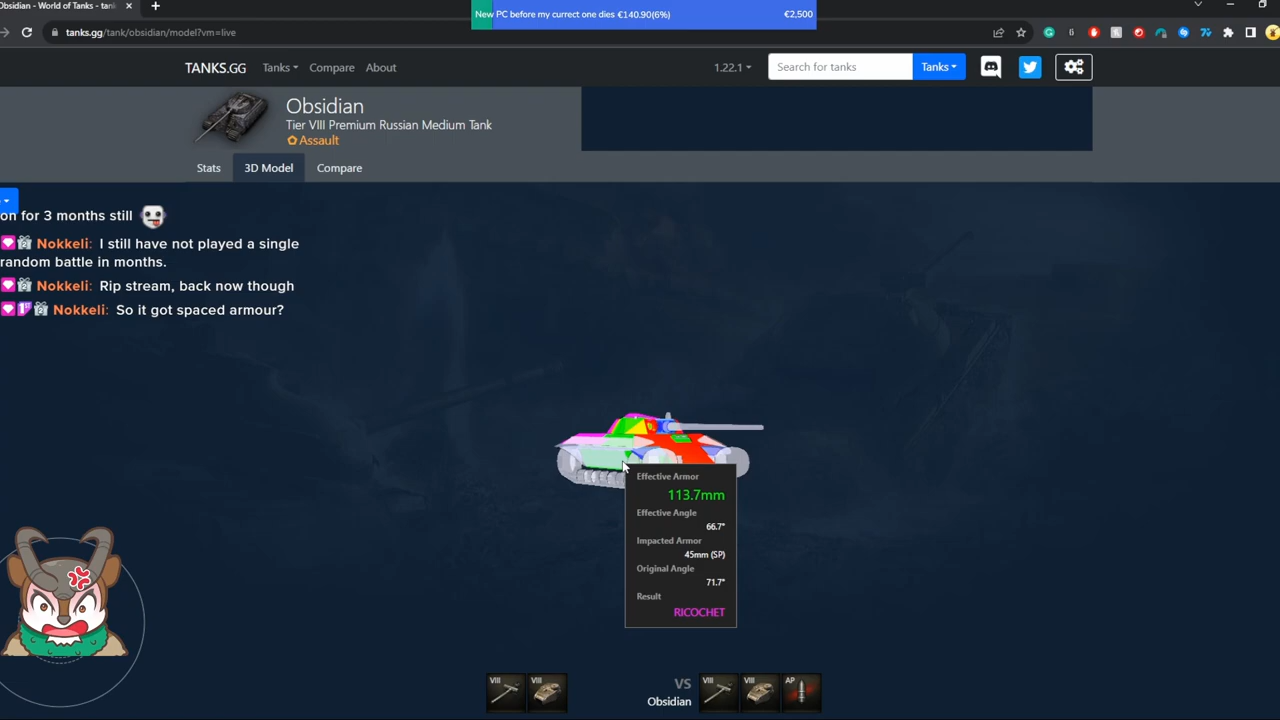 Obsidian - World of Tanks - tank
New PC before my currect one dies €140.90(6%)
€2,500
tanks.gg/tank/obsidian/model?vm=live
TANKS.GG
Tanks
Compare
About
1.22.1
Search for tanks
Tanks
Obsidian
Tier VIII Premium Russian Medium Tank
Assault
Stats
3D Model
Compare
on for 3 months still
Nokkeli: I still have not played a single
random battle in months.
Nokkeli: Rip stream, back now though
Nokkeli: So it got spaced armour?
Effective Armor
113.7mm
Effective Angle
66.7°
Impacted Armor
45mm (SP)
Original Angle
71.7°
Result
RICOCHET
VIII
VIII
VS
Obsidian
VIII
VIII
AP